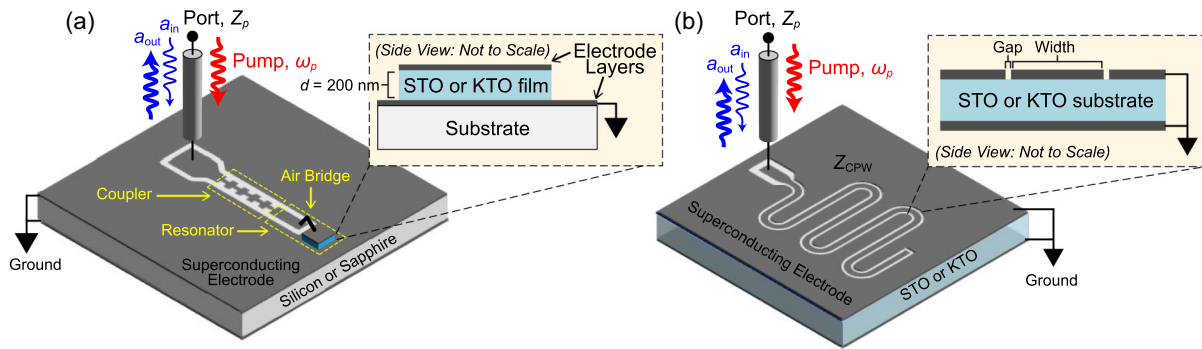 (a)
Port, Zp
ain
aout
Pump, ωp
(Side View: Not to Scale)
Electrode
Layers
d = 200 nm
STO or KTO film
Substrate
Coupler
Air Bridge
Resonator
Superconducting
Electrode
Silicon or Sapphire
Ground
(b)
Port, Zp
ain
aout
Pump, ωp
Gap
Width
STO or KTO substrate
(Side View: Not to Scale)
ZCPW
Superconducting Electrode
STO or KTO
Ground